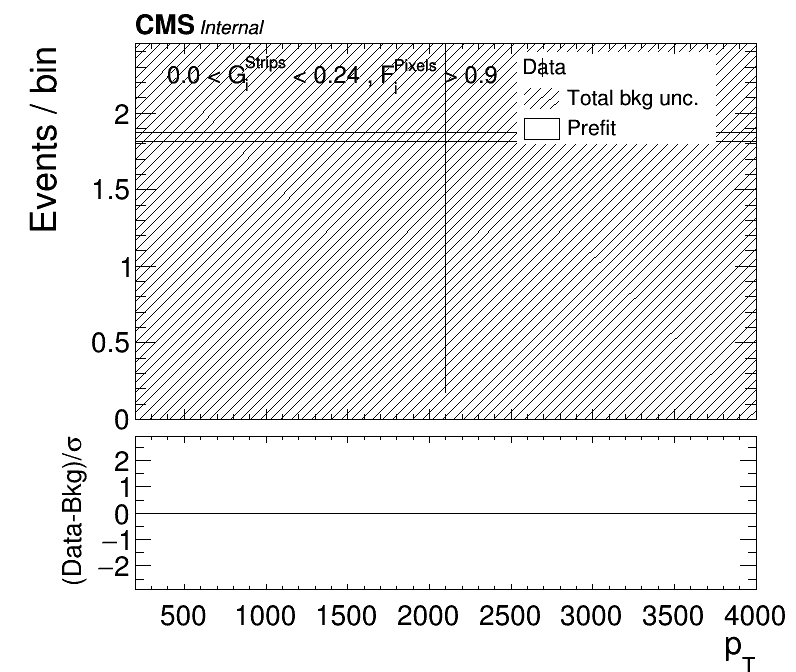 CMS Internal
Events / bin
0.0 < G_i^Strips < 0.24 , F_i^Pixels > 0.9
Data
Total bkg unc.
Prefit
2
1.5
1
0.5
0
(Data-Bkg)/σ
2
1
0
−1
−2
500 1000 1500 2000 2500 3000 3500 4000
p_T